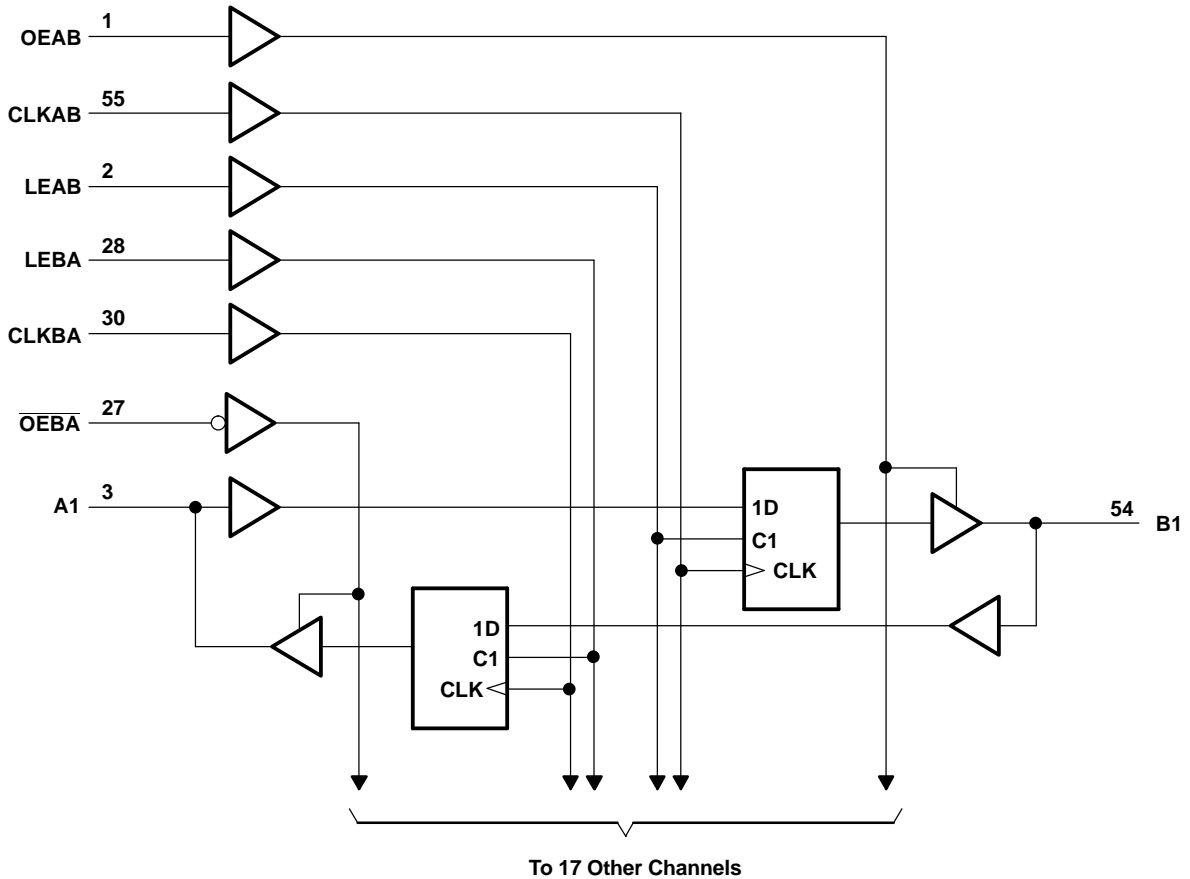 OEAB 1
CLKAB 55
LEAB 2
LEBA 28
CLKBA 30
OEBA 27
A1 3
1D
C1
CLK
54 B1
1D
C1
CLK
To 17 Other Channels